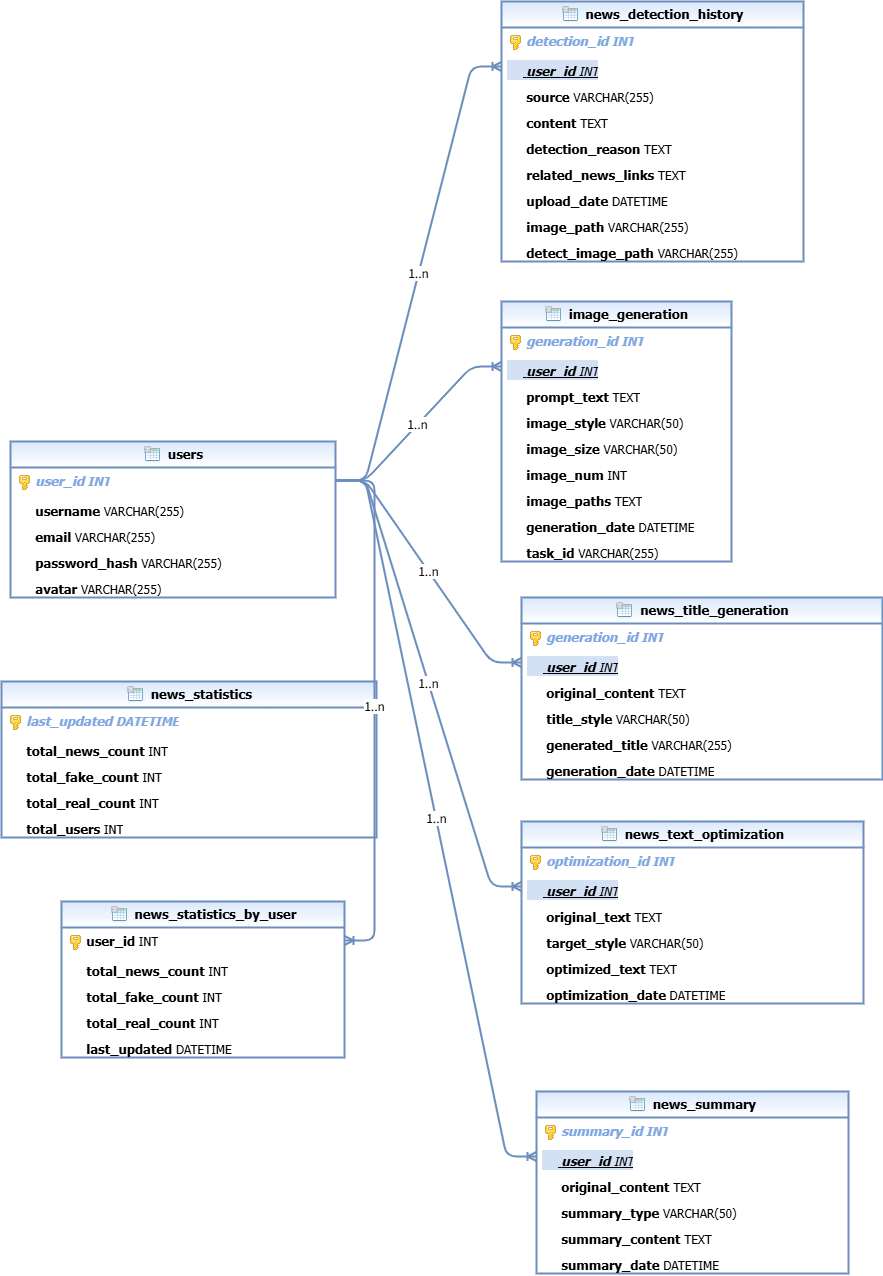 news_detection_history
detection_id INT
user_id INT
source VARCHAR(255)
content TEXT
detection_reason TEXT
related_news_links TEXT
upload_date DATETIME
image_path VARCHAR(255)
detect_image_path VARCHAR(255)
1..n
image_generation
generation_id INT
user_id INT
prompt_text TEXT
image_style VARCHAR(50)
image_size VARCHAR(50)
image_num INT
image_paths TEXT
generation_date DATETIME
task_id VARCHAR(255)
1..n
users
user_id INT
username VARCHAR(255)
email VARCHAR(255)
password_hash VARCHAR(255)
avatar VARCHAR(255)
1..n
news_title_generation
generation_id INT
user_id INT
original_content TEXT
title_style VARCHAR(50)
generated_title VARCHAR(255)
generation_date DATETIME
1..n
news_statistics
last_updated DATETIME
total_news_count INT
total_fake_count INT
total_real_count INT
total_users INT
1..n
1..n
news_text_optimization
optimization_id INT
user_id INT
original_text TEXT
target_style VARCHAR(50)
optimized_text TEXT
optimization_date DATETIME
news_statistics_by_user
user_id INT
total_news_count INT
total_fake_count INT
total_real_count INT
last_updated DATETIME
news_summary
summary_id INT
user_id INT
original_content TEXT
summary_type VARCHAR(50)
summary_content TEXT
summary_date DATETIME